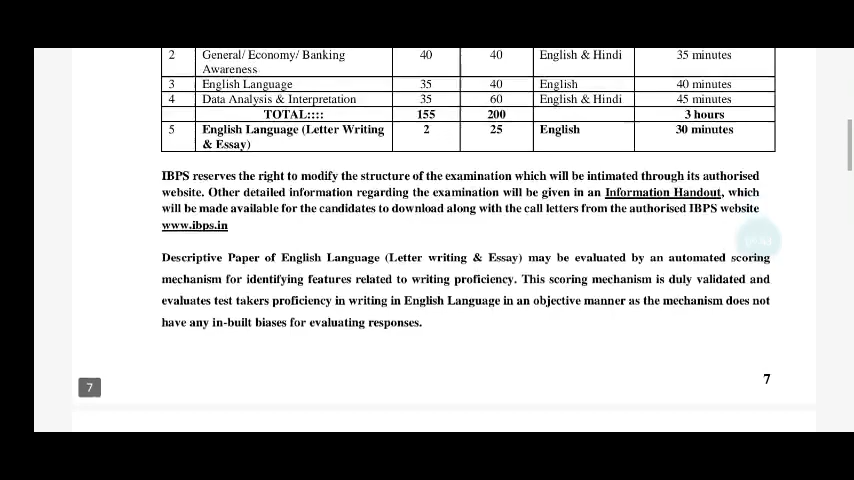 2 General/ Economy/ Banking Awareness 40 40 English & Hindi 35 minutes
3 English Language 35 40 English 40 minutes
4 Data Analysis & Interpretation 35 60 English & Hindi 45 minutes
TOTAL:::: 155 200 3 hours
5 English Language (Letter Writing & Essay) 2 25 English 30 minutes
IBPS reserves the right to modify the structure of the examination which will be intimated through its authorised
website. Other detailed information regarding the examination will be given in an Information Handout, which
will be made available for the candidates to download along with the call letters from the authorised IBPS website
www.ibps.in
Descriptive Paper of English Language (Letter writing & Essay) may be evaluated by an automated scoring
mechanism for identifying features related to writing proficiency. This scoring mechanism is duly validated and
evaluates test takers proficiency in writing in English Language in an objective manner as the mechanism does not
have any in-built biases for evaluating responses.
7
7